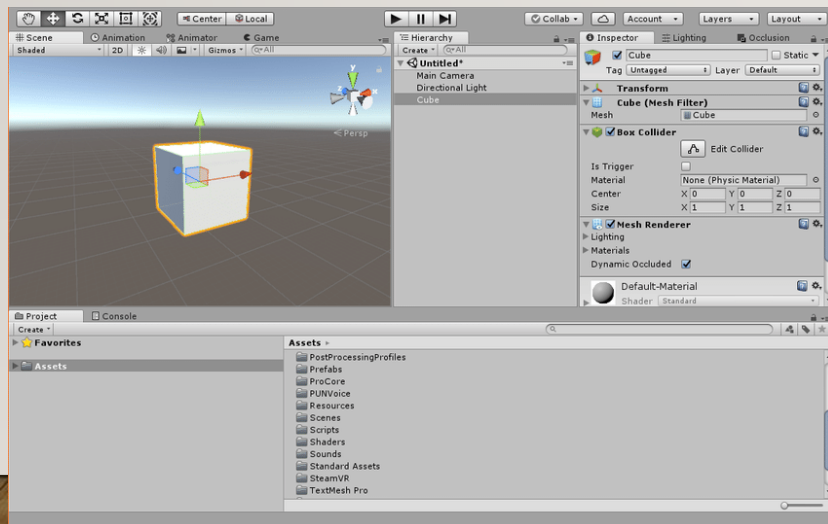 Center Local Collab Account Layers Layout
Scene Animation Animator Game
Shaded 2D Gizmos All
Persp
Hierarchy
Create All
Untitled*
Main Camera
Directional Light
Cube
Inspector Lighting Occlusion
Cube Static
Tag Untagged Layer Default
Transform
Cube (Mesh Filter)
Mesh Cube
Box Collider
Edit Collider
Is Trigger
Material None (Physic Material)
Center X 0 Y 0 Z 0
Size X 1 Y 1 Z 1
Mesh Renderer
Lighting
Materials
Dynamic Occluded
Default-Material
Shader Standard
Project Console
Create
Favorites
Assets
Assets
PostProcessingProfiles
Prefabs
ProCore
PUNVoice
Resources
Scenes
Scripts
Shaders
Sounds
Standard Assets
SteamVR
TextMesh Pro